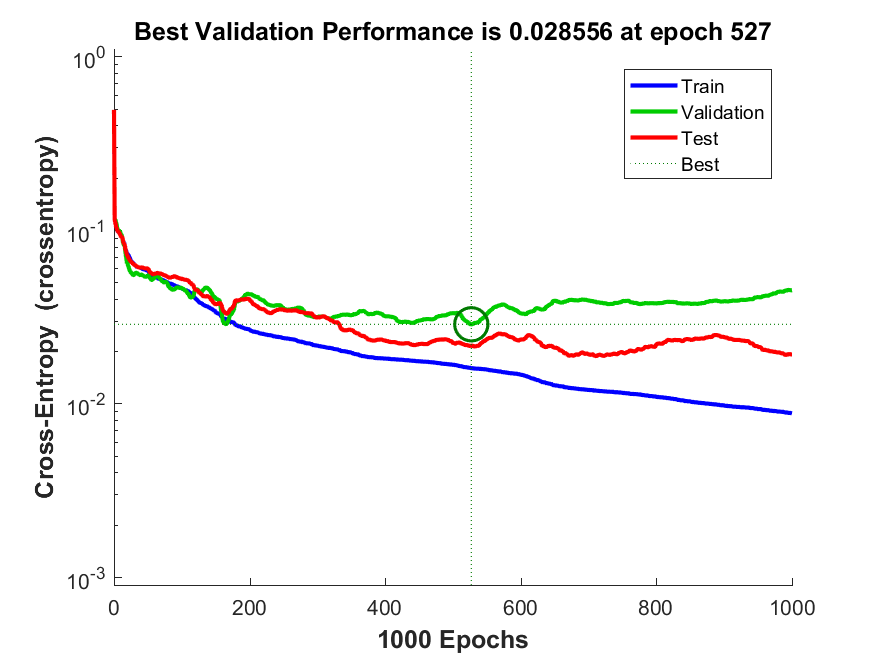 Best Validation Performance is 0.028556 at epoch 527
Cross-Entropy (crossentropy)
10^0
10^-1
10^-2
10^-3
Train
Validation
Test
Best
0 200 400 600 800 1000
1000 Epochs